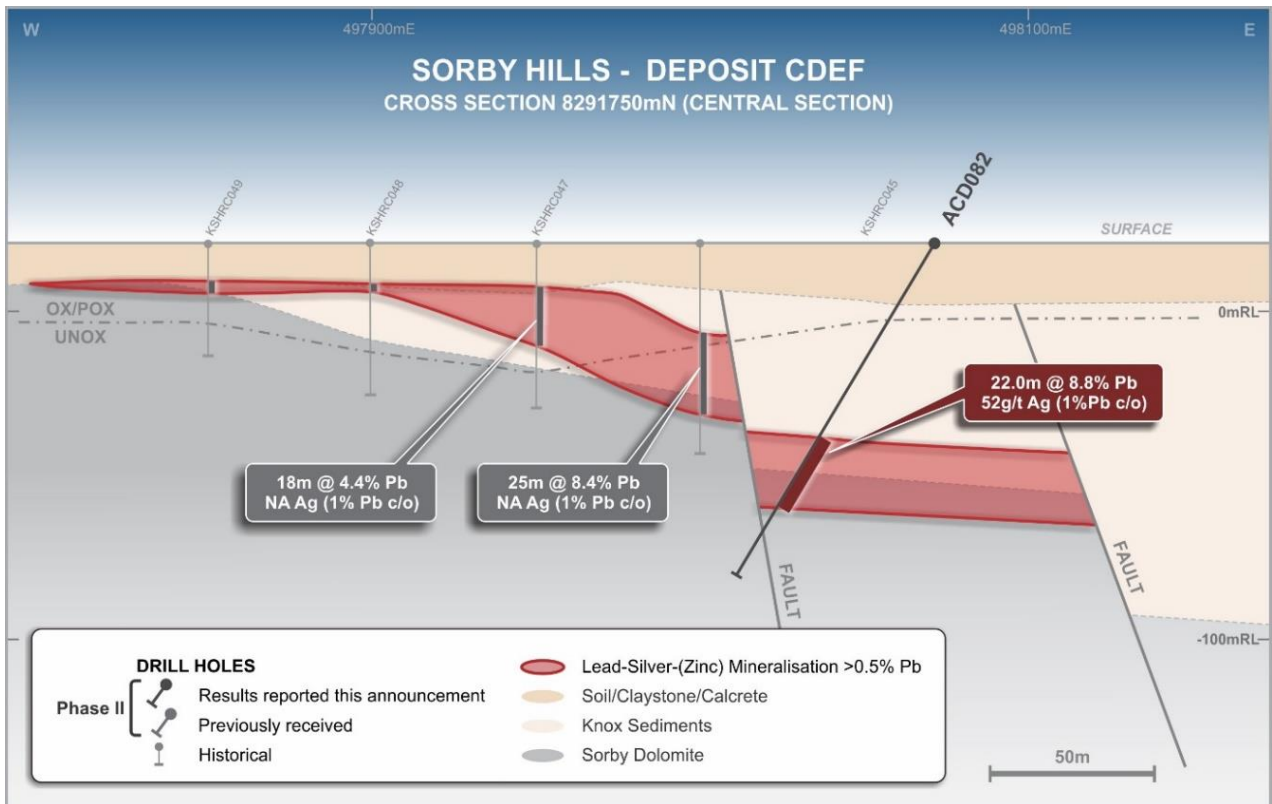 W
497900mE
498100mE
E
SORBY HILLS - DEPOSIT CDEF
CROSS SECTION 8291750mN (CENTRAL SECTION)
KSHRC049
KSHRC048
KSHRC047
KSHRC045
ACD082
SURFACE
OX/POX
UNOX
0mRL
22.0m @ 8.8% Pb
52g/t Ag (1%Pb c/o)
18m @ 4.4% Pb
NA Ag (1% Pb c/o)
25m @ 8.4% Pb
NA Ag (1% Pb c/o)
FAULT
FAULT
-100mRL
DRILL HOLES
Phase II
Results reported this announcement
Previously received
Historical
Lead-Silver-(Zinc) Mineralisation >0.5% Pb
Soil/Claystone/Calcrete
Knox Sediments
Sorby Dolomite
50m